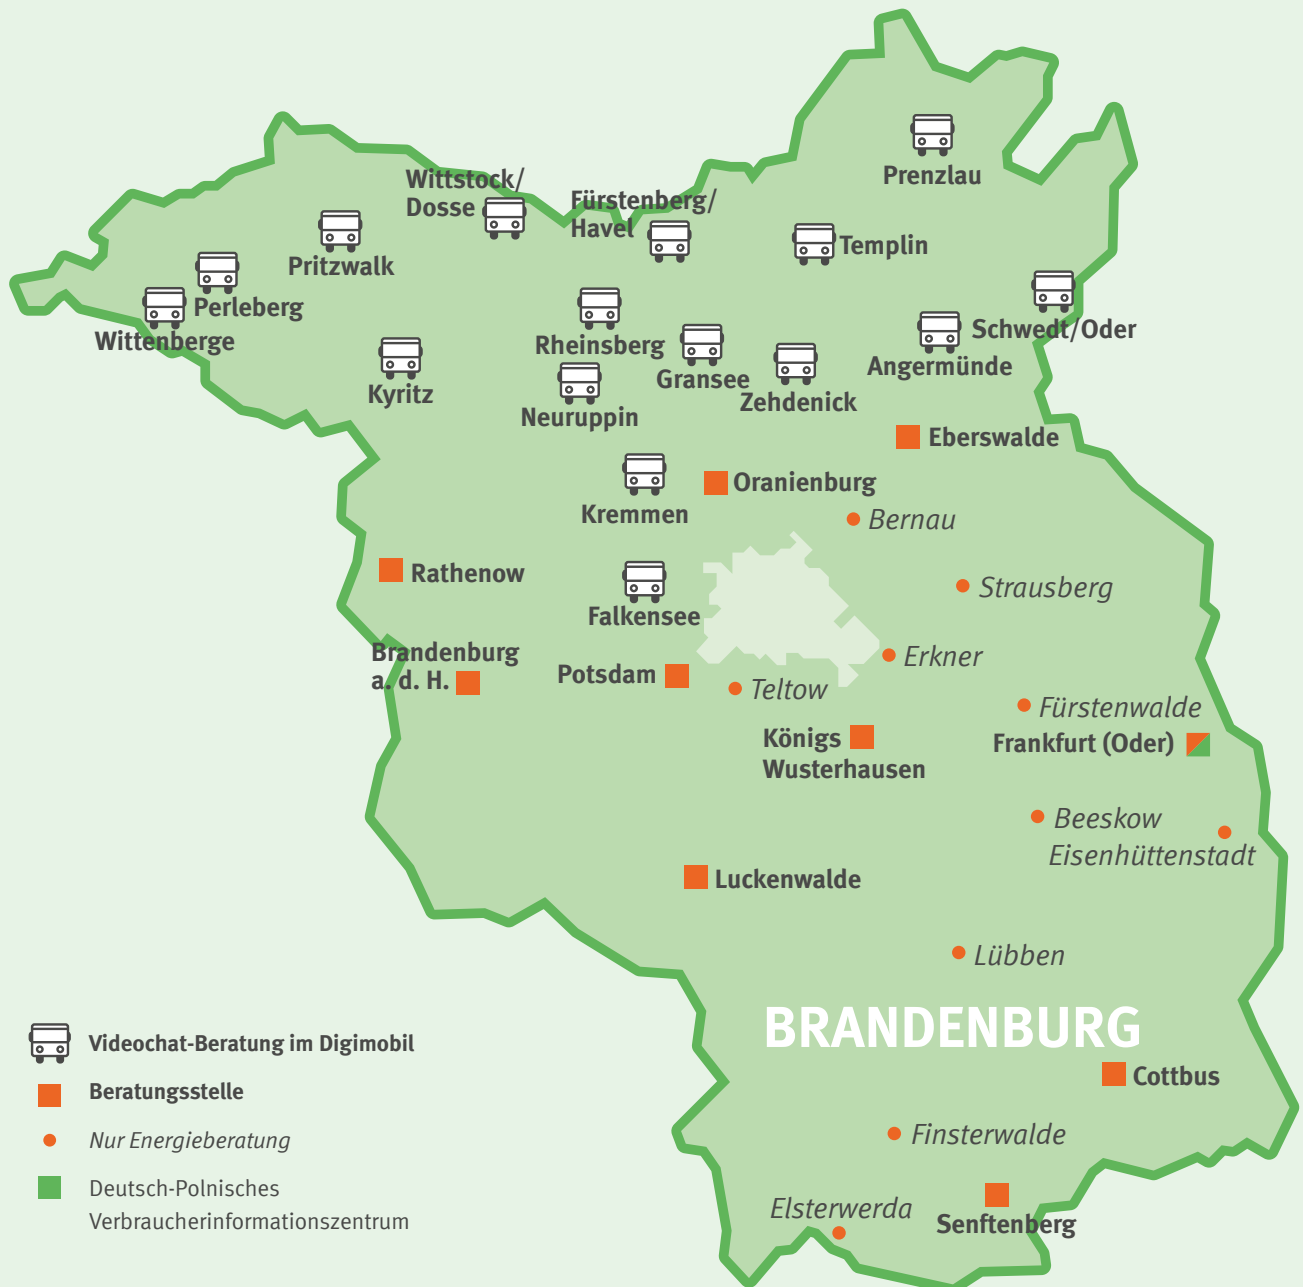 Prenzlau
Wittstock/
Dosse
Fürstenberg/
Havel
Templin
Pritzwalk
Perleberg
Schwedt/Oder
Wittenberge
Rheinsberg
Angermünde
Gransee
Kyritz
Zehdenick
Neuruppin
Eberswalde
Oranienburg
Kremmen
Bernau
Rathenow
Strausberg
Falkensee
Brandenburg
a. d. H.
Erkner
Potsdam
Teltow
Fürstenwalde
Königs
Wusterhausen
Frankfurt (Oder)
Beeskow
Eisenhüttenstadt
Luckenwalde
Lübben
BRANDENBURG
Cottbus
Finsterwalde
Elsterwerda
Senftenberg
Videochat-Beratung im Digimobil
Beratungsstelle
Nur Energieberatung
Deutsch-Polnisches
Verbraucherinformationszentrum